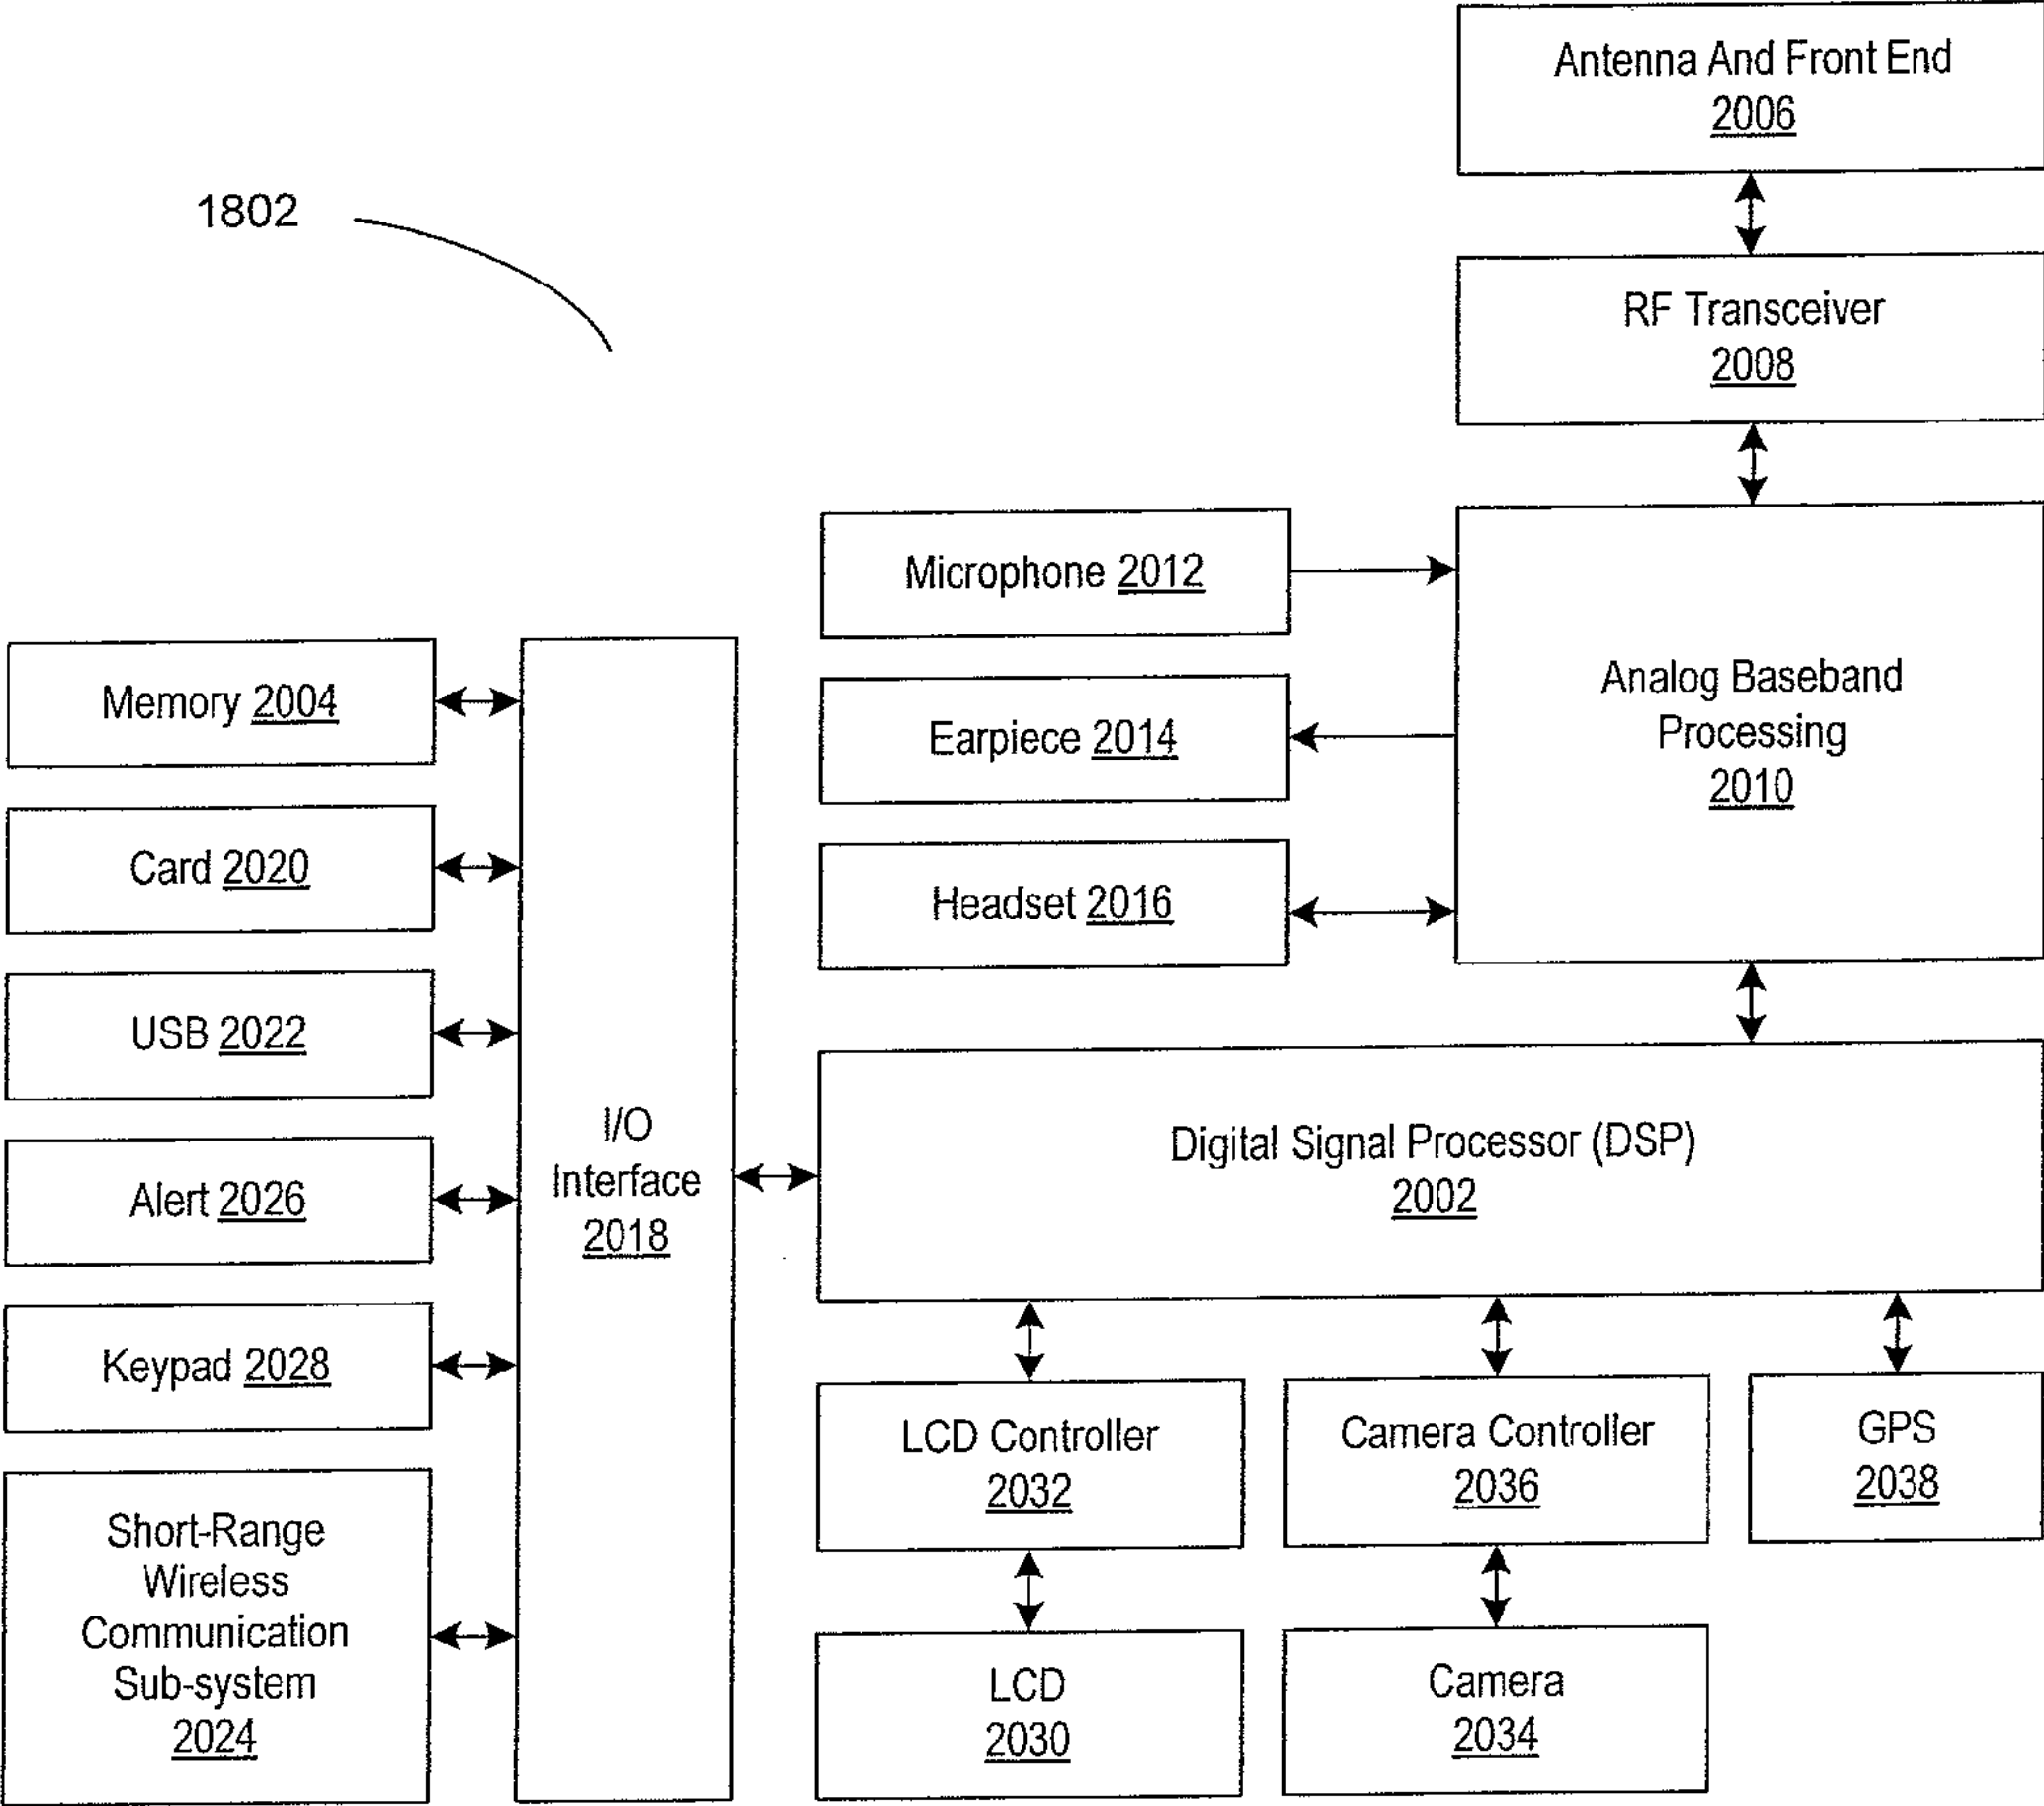 Antenna And Front End
2006
1802
RF Transceiver
2008
Microphone 2012
Earpiece 2014
Headset 2016
Analog Baseband
Processing
2010
Memory 2004
Card 2020
USB 2022
Alert 2026
Keypad 2028
Short-Range
Wireless
Communication
Sub-system
2024
I/O
Interface
2018
Digital Signal Processor (DSP)
2002
LCD Controller
2032
Camera Controller
2036
GPS
2038
LCD
2030
Camera
2034